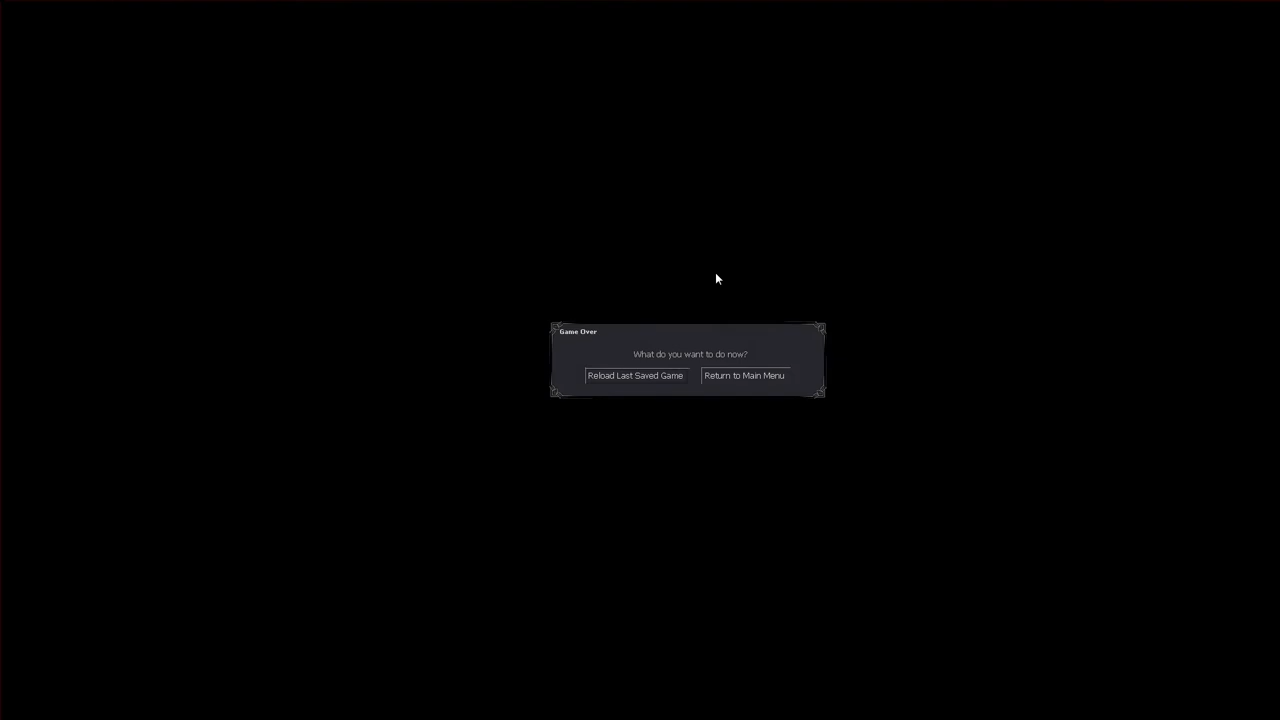 Game Over
What do you want to do now?
Reload Last Saved Game
Return to Main Menu